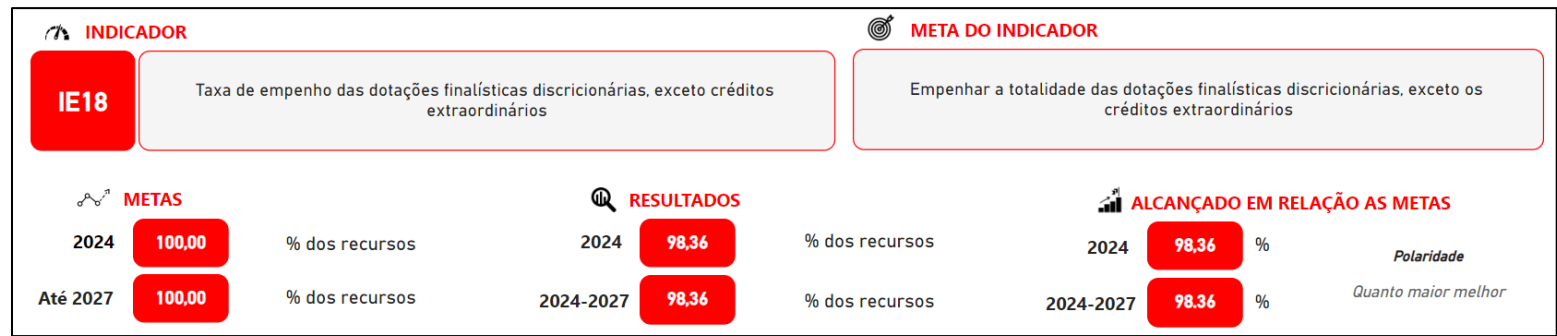 INDICADOR
META DO INDICADOR
IE18
Taxa de empenho das dotações finalísticas discricionárias, exceto créditos
extraordinários
Empenhar a totalidade das dotações finalísticas discricionárias, exceto os
créditos extraordinários
METAS
RESULTADOS
ALCANÇADO EM RELAÇÃO AS METAS
2024 100,00 % dos recursos
2024 98,36 % dos recursos
2024 98,36 %
Polaridade
Até 2027 100,00 % dos recursos
2024-2027 98,36 % dos recursos
2024-2027 98.36 %
Quanto maior melhor